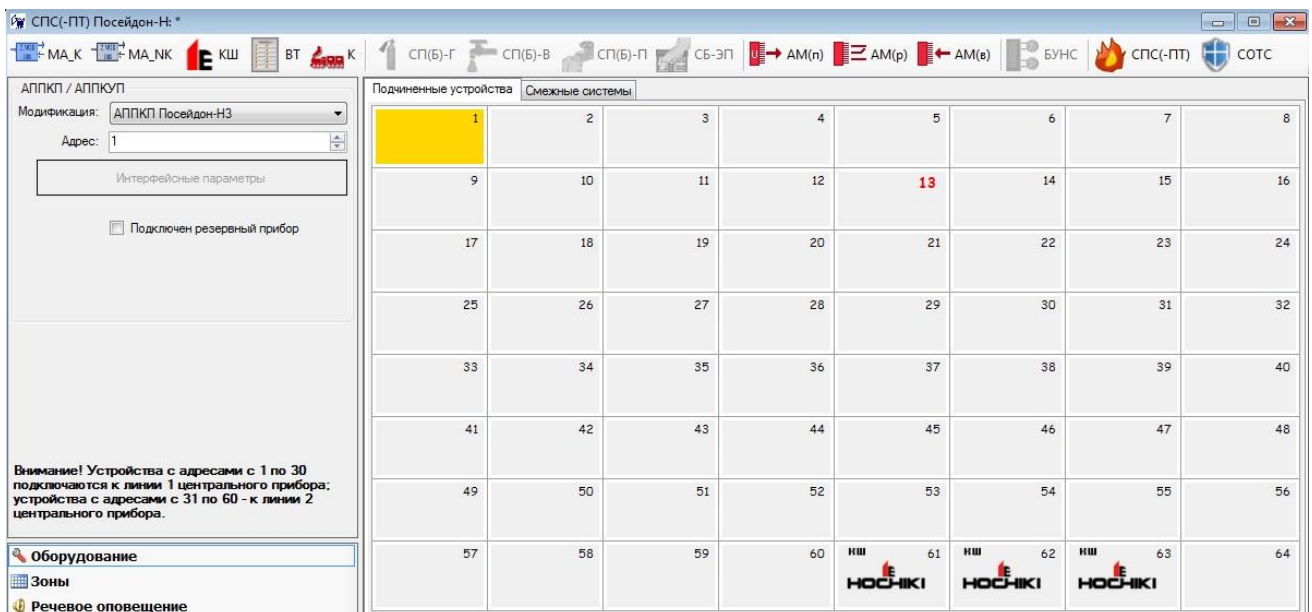 СПС(-ПТ) Посейдон-Н: *
МА_К МА_NК КШ ВТ К СП(Б)-Г СП(Б)-В СП(Б)-П СБ-ЭП АМ(п) АМ(р) АМ(в) БУНС СПС(-ПТ) СОТС
АППКП / АППКУП
Модификация: АППКП Посейдон-Н3
Адрес: 1
Интерфейсные параметры
Подключен резервный прибор
Внимание! Устройства с адресами с 1 по 30
подключаются к линии 1 центрального прибора;
устройства с адресами с 31 по 60 - к линии 2
центрального прибора.
Оборудование
Зоны
Речевое оповещение
Подчиненные устройства Смежные системы
1 2 3 4 5 6 7 8
9 10 11 12 13 14 15 16
17 18 19 20 21 22 23 24
25 26 27 28 29 30 31 32
33 34 35 36 37 38 39 40
41 42 43 44 45 46 47 48
49 50 51 52 53 54 55 56
57 58 59 60 КШ 61 КШ 62 КШ 63 64
HOCHIKI HOCHIKI HOCHIKI